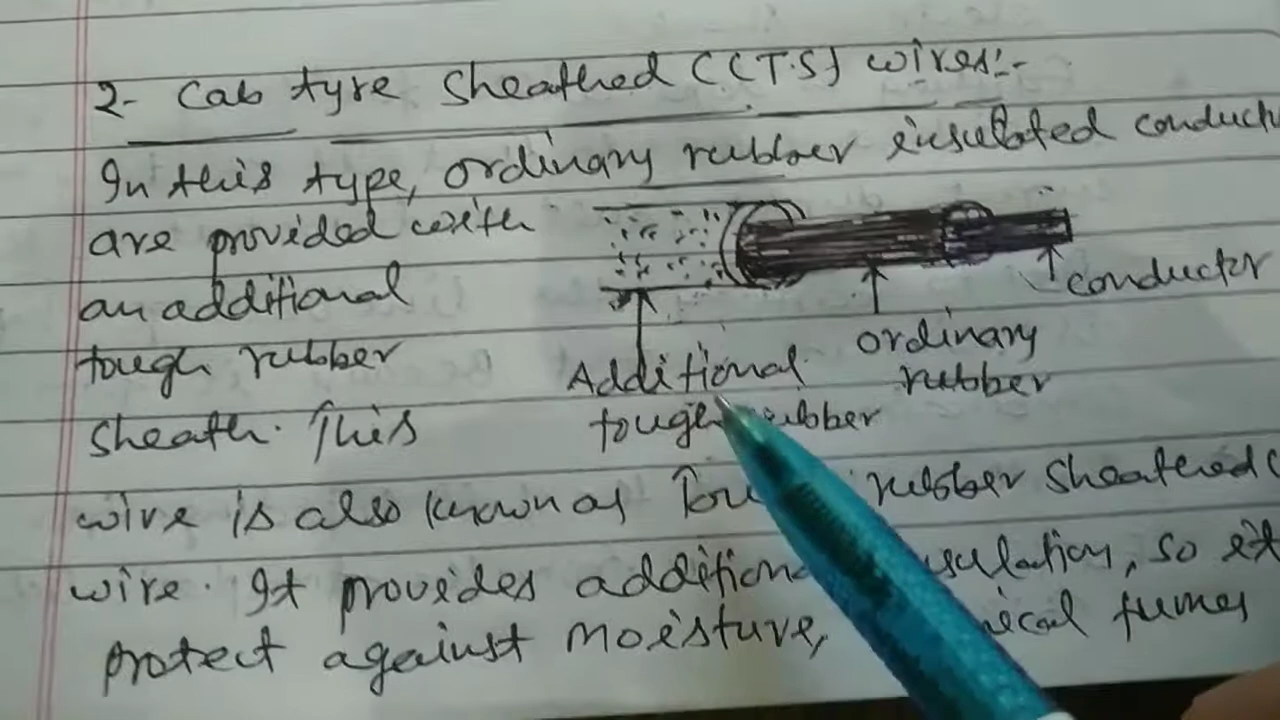 2- Cab tyre Sheathed (C.T.S) wires:-
In this type, ordinary rubber insulated conduct
are provided with
an additional
tough rubber
sheath. This
conductor
ordinary
rubber
Additional
tough rubber
wire is also known as rubber sheathed (
wire. It provides so it
protect against moisture, fumes